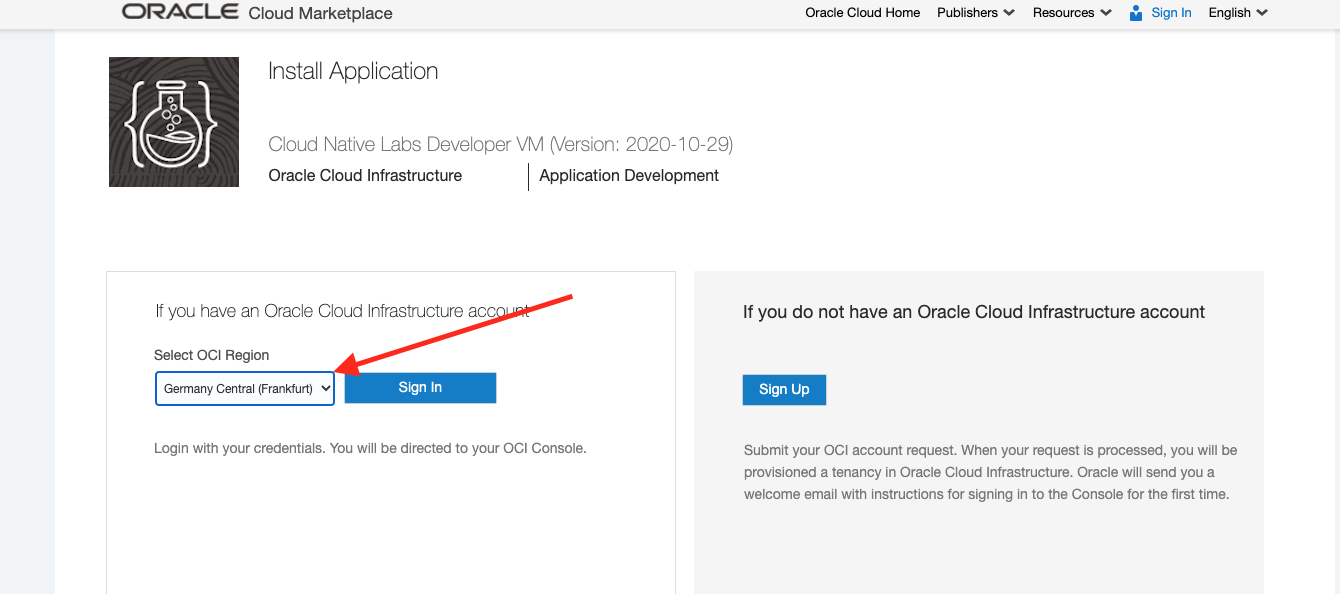 ORACLE Cloud Marketplace
Oracle Cloud Home Publishers Resources Sign In English
Install Application
Cloud Native Labs Developer VM (Version: 2020-10-29)
Oracle Cloud Infrastructure Application Development
If you have an Oracle Cloud Infrastructure account
Select OCI Region
Germany Central (Frankfurt) Sign In
Login with your credentials. You will be directed to your OCI Console.
If you do not have an Oracle Cloud Infrastructure account
Sign Up
Submit your OCI account request. When your request is processed, you will be
provisioned a tenancy in Oracle Cloud Infrastructure. Oracle will send you a
welcome email with instructions for signing in to the Console for the first time.